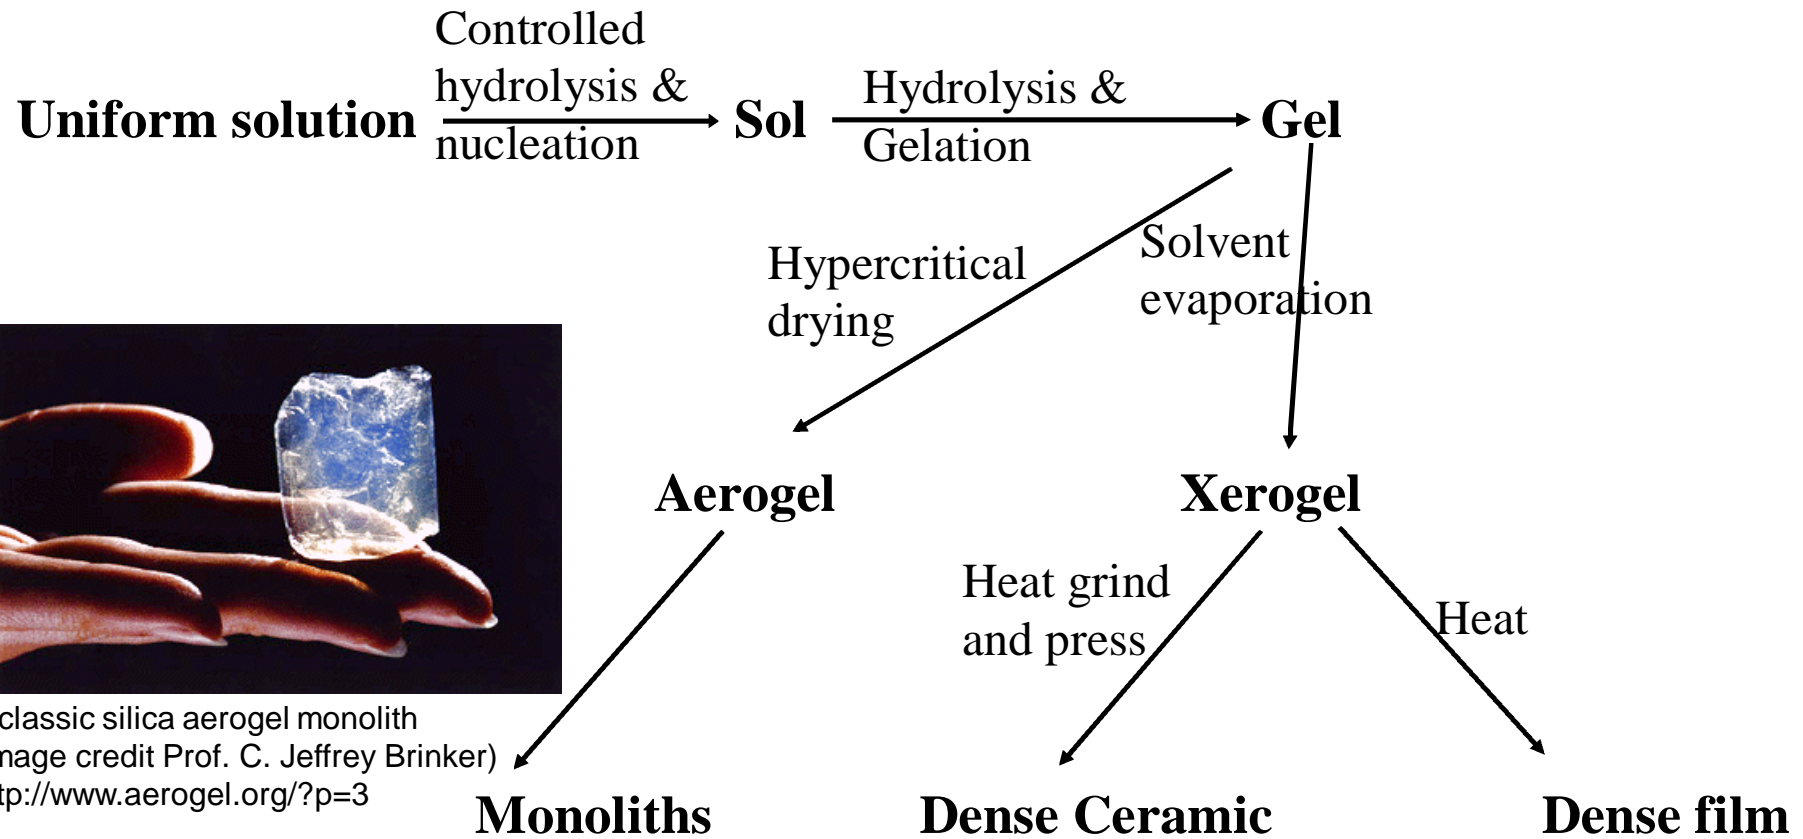 Controlled
hydrolysis &
nucleation
Uniform solution
Sol
Hydrolysis &
Gelation
Gel
Hypercritical
drying
Solvent
evaporation
Aerogel
Xerogel
Heat grind
and press
Heat
classic silica aerogel monolith
mage credit Prof. C. Jeffrey Brinker)
tp://www.aerogel.org/?p=3
Monoliths
Dense Ceramic
Dense film